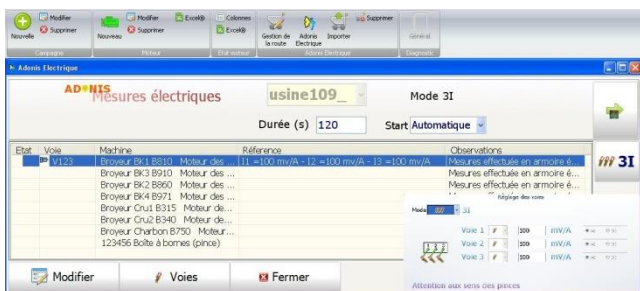 Nouvelle Modifier Supprimer Nouveau Modifier Supprimer Excel® Colonnes Excel® Gestion de la route Adonis Electrique Importer Supprimer Général
Campagne Moteur Etat moteur Adonis Electrique Diagnostic
Adonis Electrique
ADONIS
Mesures électriques usine109_ Mode 3I
Durée (s) 120 Start Automatique
Etat Voie Machine Référence Observations
V123 Broyeur BK1 B810 Moteur des ... I1 =100 mv/A - I2 =100 mv/A - I3 =100 mv/A Mesures effectuée en armoire é...
Broyeur BK3 B910 Moteur des ... Mesures effectuée en armoire é...
Broyeur BK2 B860 Moteur des ... Mesures effectuée en armoire é...
Broyeur BK4 B971 Moteur des ...
Broyeur Cru1 B315 Moteur de...
Broyeur Cru2 B340 Moteur de...
Broyeur Charbon B750 Moteur...
123456 Boîte à bornes (pince)
3I
Réglage des voies
Mode 3I
Voie 1 100 mV/A
Voie 2 100 mV/A
Voie 3 100 mV/A
Attention aux sens des pinces
Modifier Voies Fermer